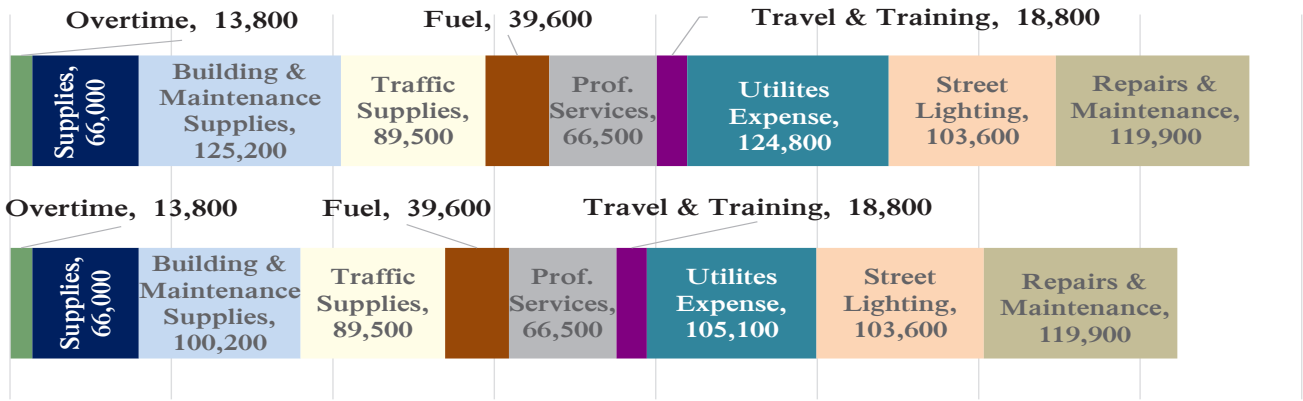 Overtime, 13,800
Fuel, 39,600
Travel & Training, 18,800
Supplies,
66,000
Building &
Maintenance
Supplies,
125,200
Traffic
Supplies,
89,500
Prof.
Services,
66,500
Utilites
Expense,
124,800
Street
Lighting,
103,600
Repairs &
Maintenance,
119,900
Overtime, 13,800
Fuel, 39,600
Travel & Training, 18,800
Supplies,
66,000
Building &
Maintenance
Supplies,
100,200
Traffic
Supplies,
89,500
Prof.
Services,
66,500
Utilites
Expense,
105,100
Street
Lighting,
103,600
Repairs &
Maintenance,
119,900